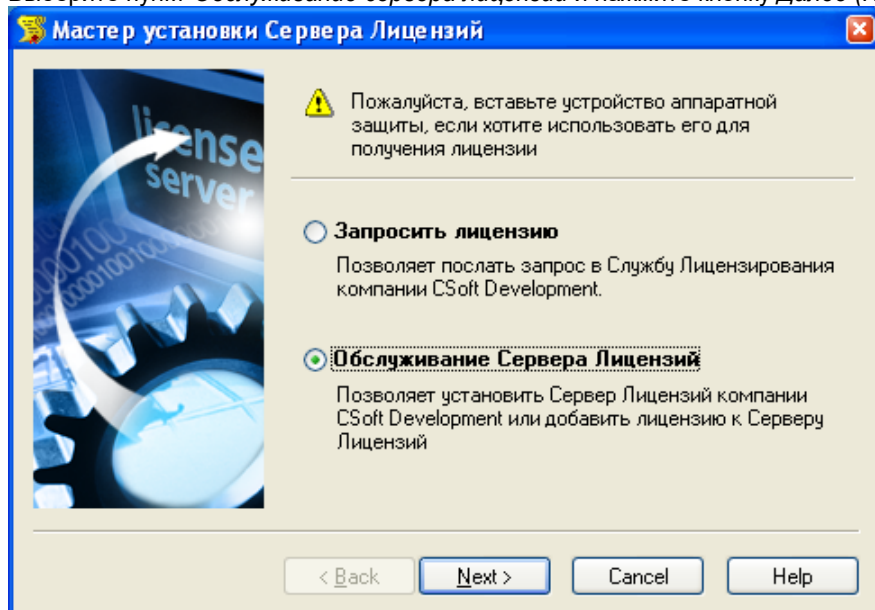 Мастер установки Сервера Лицензий
license
server
Пожалуйста, вставьте устройство аппаратной
защиты, если хотите использовать его для
получения лицензии
Запросить лицензию
Позволяет послать запрос в Службу Лицензирования
компании CSoft Development.
Обслуживание Сервера Лицензий
Позволяет установить Сервер Лицензий компании
CSoft Development или добавить лицензию к Серверу
Лицензий
< Back
Next >
Cancel
Help